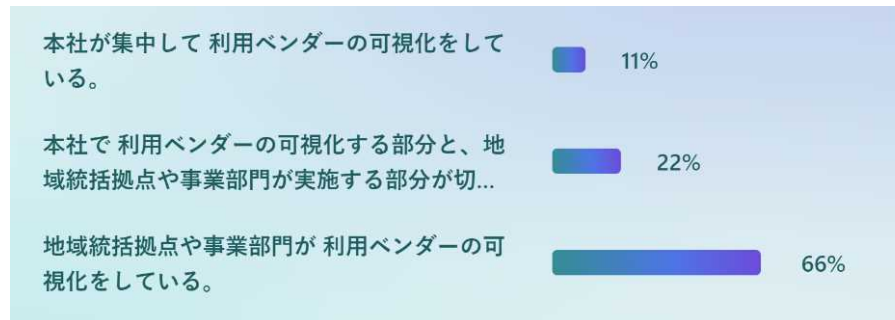 本社が集中して 利用ベンダーの可視化をして
いる。
11%
本社で 利用ベンダーの可視化する部分と、地
域統括拠点や事業部門が実施する部分が切...
22%
地域統括拠点や事業部門が 利用ベンダーの可
視化をしている。
66%